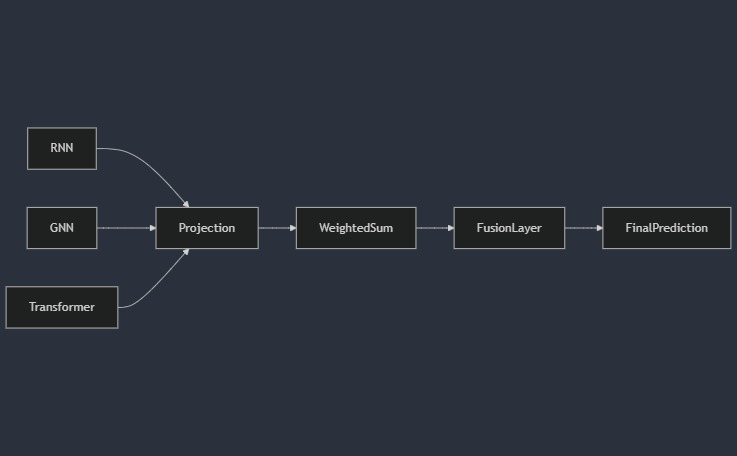 RNN
GNN
Transformer
Projection
WeightedSum
FusionLayer
FinalPrediction